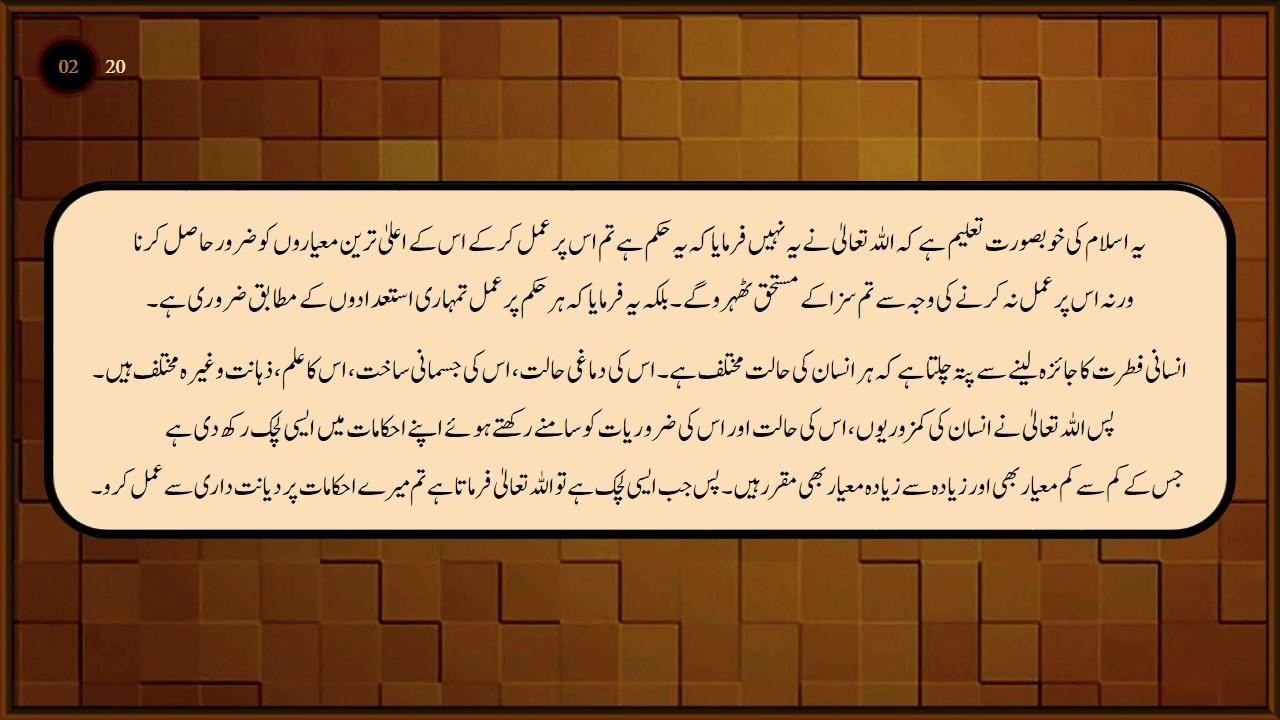 02 20
یہ اسلام کی خوبصورت تعلیم ہے کہ اللہ تعالیٰ نے یہ نہیں فرمایا کہ یہ حکم ہے تم اس پر عمل کر کے اس کے اعلیٰ ترین معیاروں کو ضرور حاصل کرنا
ورنہ اس پر عمل نہ کرنے کی وجہ سے تم سزا کے مستحق ٹھہرو گے۔ بلکہ یہ فرمایا کہ ہر حکم پر عمل تمہاری استعدادوں کے مطابق ضروری ہے۔
انسانی فطرت کا جائزہ لینے سے پتہ چلتا ہے کہ ہر انسان کی حالت مختلف ہے۔ اس کی دماغی حالت، اس کی جسمانی ساخت، اس کا علم، ذہانت وغیرہ مختلف ہیں۔
پس اللہ تعالیٰ نے انسان کی کمزوریوں، اس کی حالت اور اس کی ضروریات کو سامنے رکھتے ہوئے اپنے احکامات میں ایسی لچک رکھ دی ہے
جس کے کم سے کم معیار بھی اور زیادہ سے زیادہ معیار بھی مقرر ہیں۔ پس جب ایسی لچک ہے تو اللہ تعالیٰ فرماتا ہے تم میرے احکامات پر دیانت داری سے عمل کرو۔